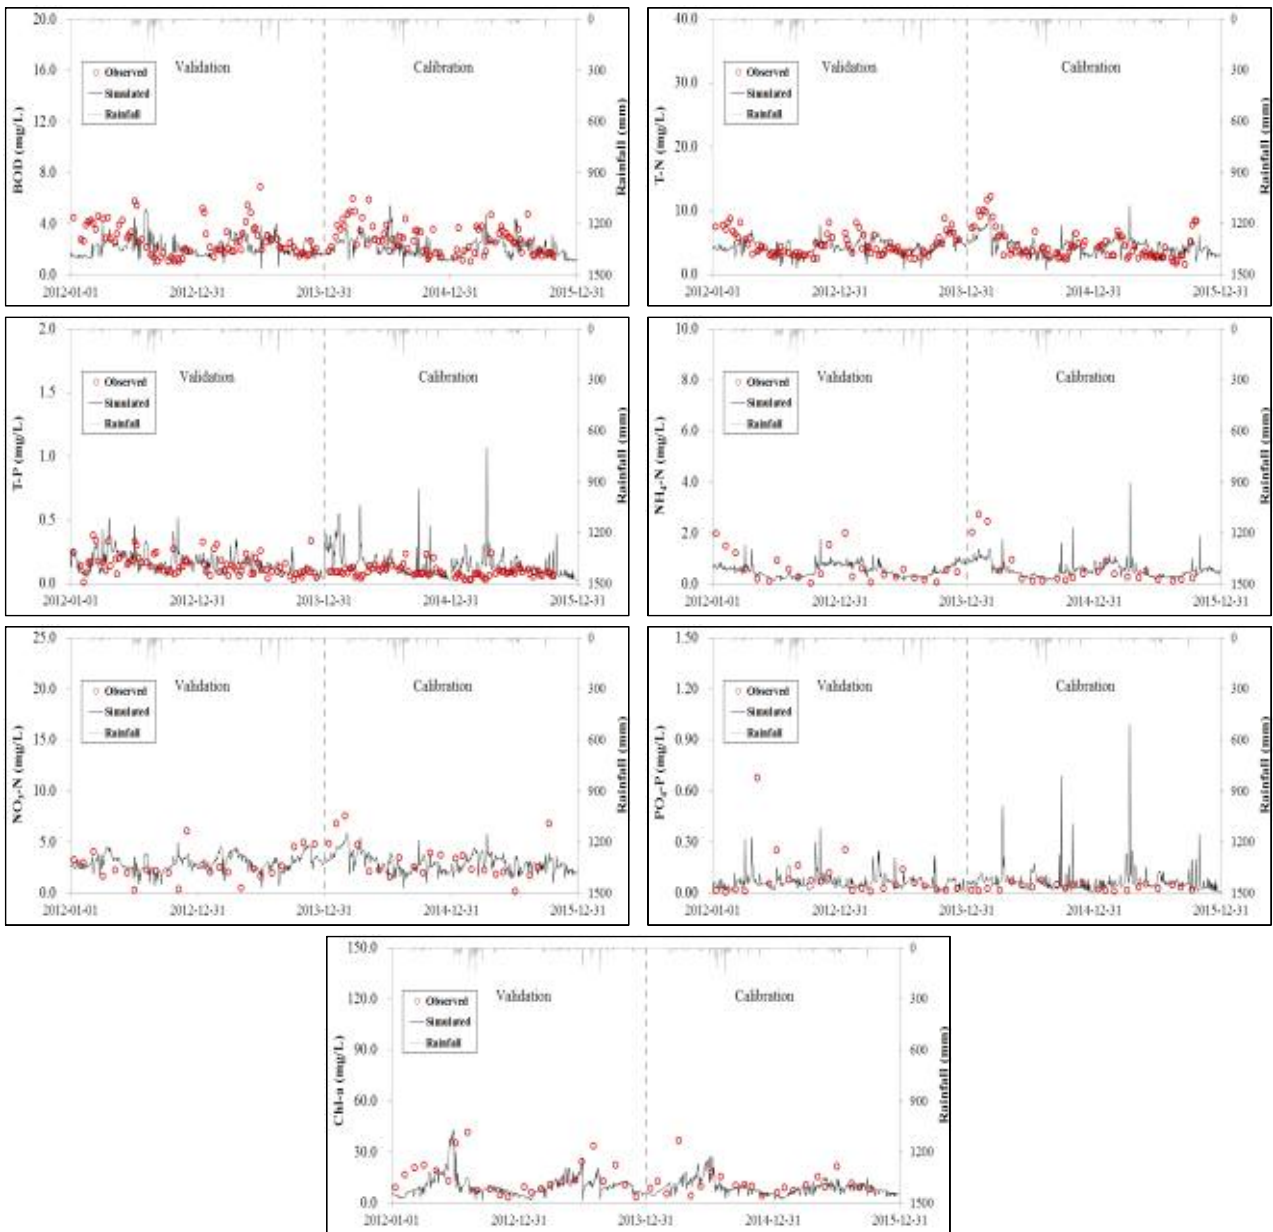 20.0
16.0
12.0
8.0
4.0
0.0
BOD (mg/L)
Validation
Calibration
Observed
Simulated
Rainfall
0
300
600
900
1200
1500
Rainfall (mm)
2012-01-01 2012-12-31 2013-12-31 2014-12-31 2015-12-31
40.0
30.0
20.0
10.0
0.0
T-N (mg/L)
Validation
Calibration
Observed
Simulated
Rainfall
0
300
600
900
1200
1500
Rainfall (mm)
2012-01-01 2012-12-31 2013-12-31 2014-12-31 2015-12-31
2.0
1.5
1.0
0.5
0.0
T-P (mg/L)
Validation
Calibration
Observed
Simulated
Rainfall
0
300
600
900
1200
1500
Rainfall (mm)
2012-01-01 2012-12-31 2013-12-31 2014-12-31 2015-12-31
10.0
8.0
6.0
4.0
2.0
0.0
NH₄-N (mg/L)
Validation
Calibration
Observed
Simulated
Rainfall
0
300
600
900
1200
1500
Rainfall (mm)
2012-01-01 2012-12-31 2013-12-31 2014-12-31 2015-12-31
25.0
20.0
15.0
10.0
5.0
0.0
NO₃-N (mg/L)
Validation
Calibration
Observed
Simulated
Rainfall
0
300
600
900
1200
1500
Rainfall (mm)
2012-01-01 2012-12-31 2013-12-31 2014-12-31 2015-12-31
1.50
1.20
0.90
0.60
0.30
0.00
PO₄-P (mg/L)
Validation
Calibration
Observed
Simulated
Rainfall
0
300
600
900
1200
1500
Rainfall (mm)
2012-01-01 2012-12-31 2013-12-31 2014-12-31 2015-12-31
150.0
120.0
90.0
60.0
30.0
0.0
Chl-a (mg/L)
Validation
Calibration
Observed
Simulated
Rainfall
0
300
600
900
1200
1500
Rainfall (mm)
2012-01-01 2012-12-31 2013-12-31 2014-12-31 2015-12-31